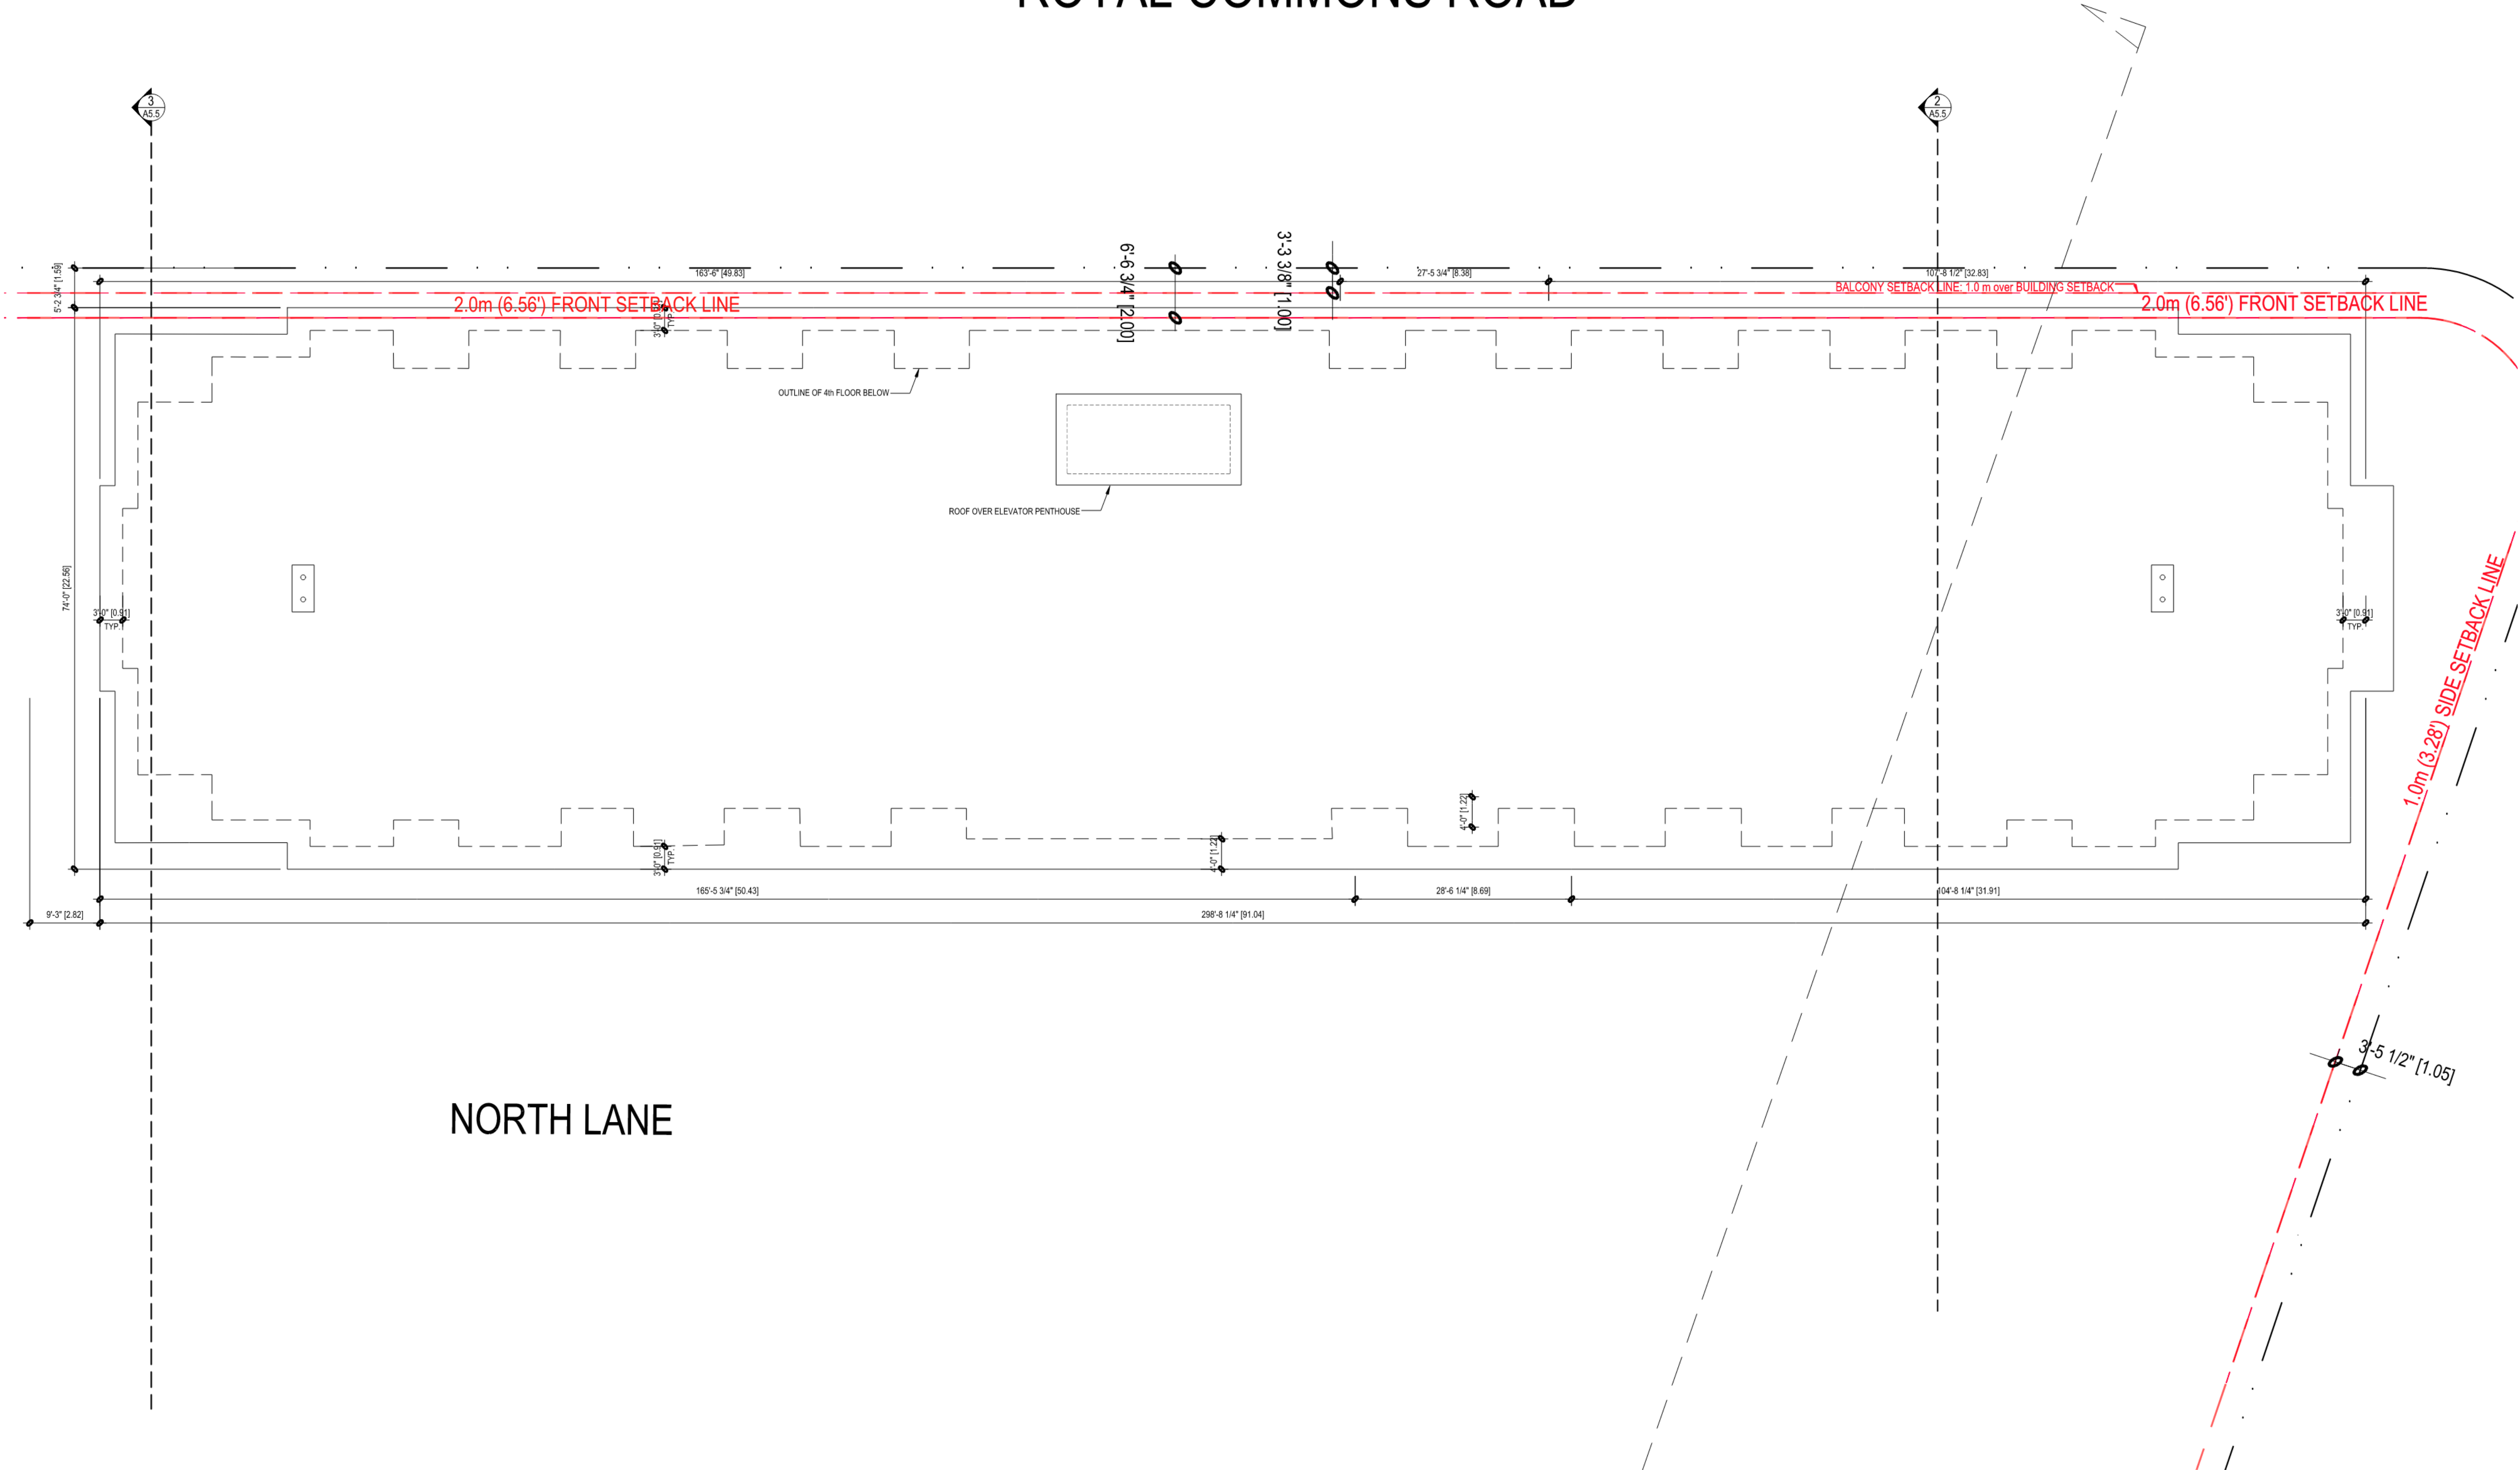 ROYAL COMMONS ROAD
3
A5.5
2
A5.5
5'-2 3/4" [1.59]
163'-6" [49.83]
6'-6 3/4" [2.00]
3'-3 3/8" [1.00]
27'-5 3/4" [8.38]
107'-8 1/2" [32.83]
BALCONY SETBACK LINE: 1.0 m over BUILDING SETBACK
2.0m (6.56') FRONT SETBACK LINE
2.0m (6.56') FRONT SETBACK LINE
3'-0" [0.91]
TYP.
OUTLINE OF 4th FLOOR BELOW
ROOF OVER ELEVATOR PENTHOUSE
74'-0" [22.56]
3'-0" [0.91]
TYP.
3'-0" [0.91]
TYP.
1.0m (3.28') SIDE SETBACK LINE
4'-0" [1.22]
3'-0" [0.91]
TYP.
4'-0" [1.22]
165'-5 3/4" [50.43]
28'-6 1/4" [8.69]
104'-8 1/4" [31.91]
9'-3" [2.82]
298'-8 1/4" [91.04]
3'-5 1/2" [1.05]
NORTH LANE